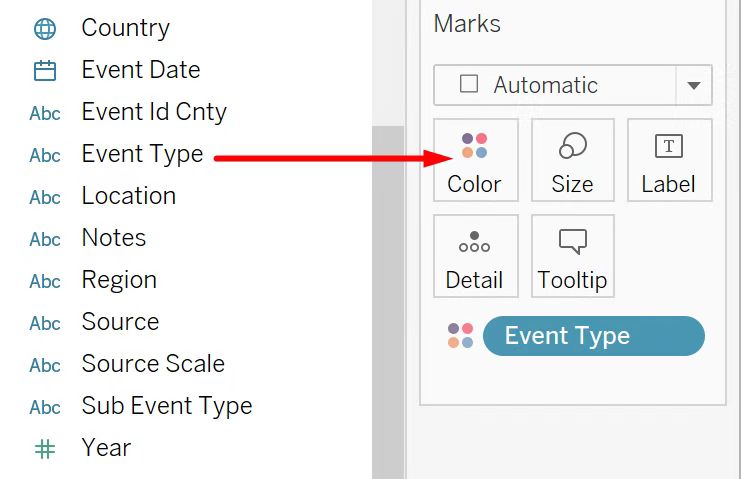 Country
Event Date
Abc Event Id Cnty
Abc Event Type
Abc Location
Abc Notes
Abc Region
Abc Source
Abc Source Scale
Abc Sub Event Type
Year
Marks
Automatic
Color Size T Label
Detail Tooltip
Event Type